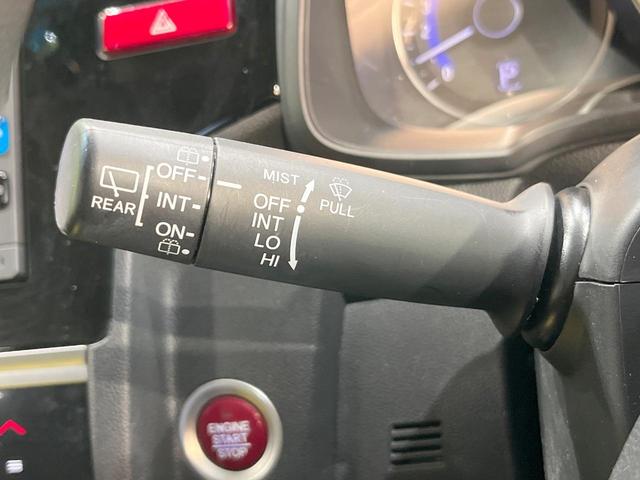 REAR
OFF
INT
ON
MIST
OFF
INT
LO
HI
PULL
ENGINE
START
STOP